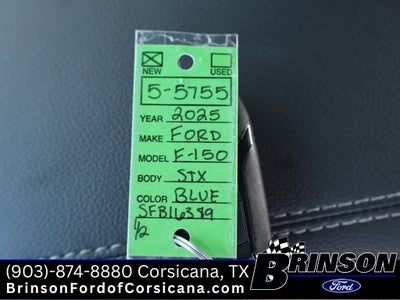 NEW USED
5-5755
YEAR 2025
MAKE FORD
MODEL F-150
BODY STX
COLOR BLUE
SFB16379
1/2
(903)-874-8880 Corsicana, TX
BrinsonFordofCorsicana.com
BRINSON
Ford